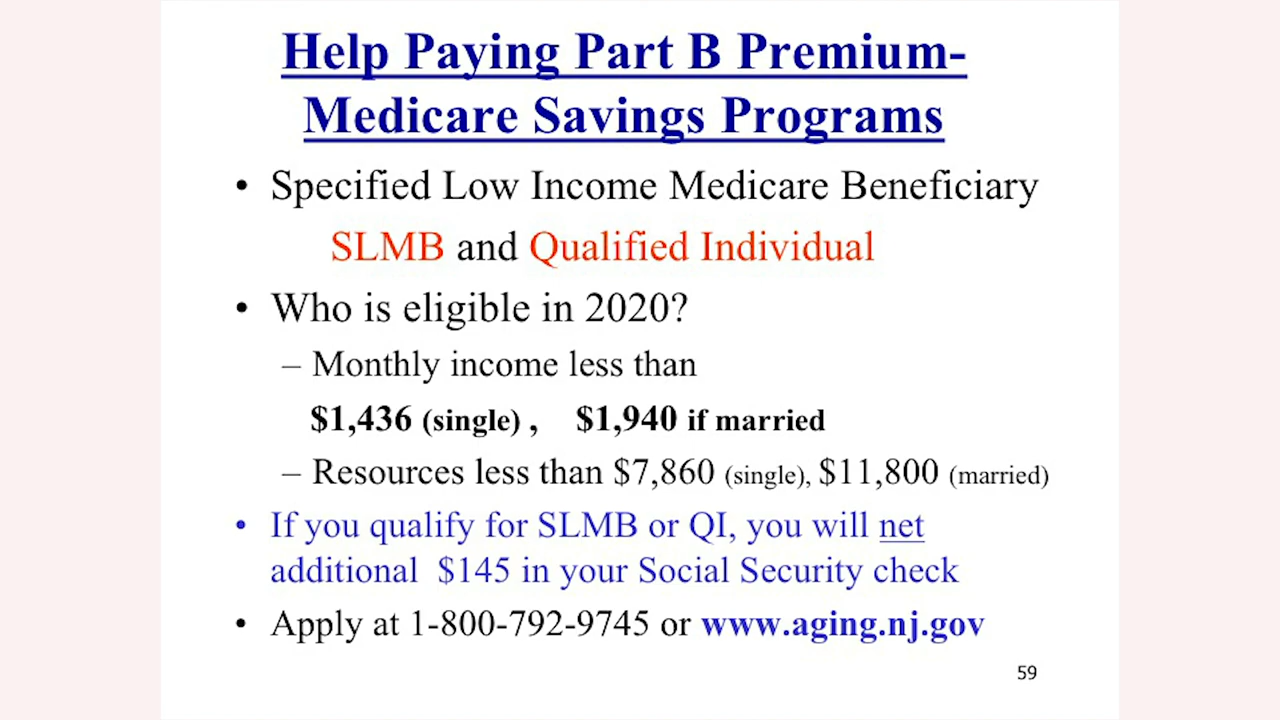 Help Paying Part B Premium-
Medicare Savings Programs
• Specified Low Income Medicare Beneficiary
SLMB and Qualified Individual
• Who is eligible in 2020?
– Monthly income less than
$1,436 (single) , $1,940 if married
– Resources less than $7,860 (single), $11,800 (married)
• If you qualify for SLMB or QI, you will net
additional $145 in your Social Security check
• Apply at 1-800-792-9745 or www.aging.nj.gov
59